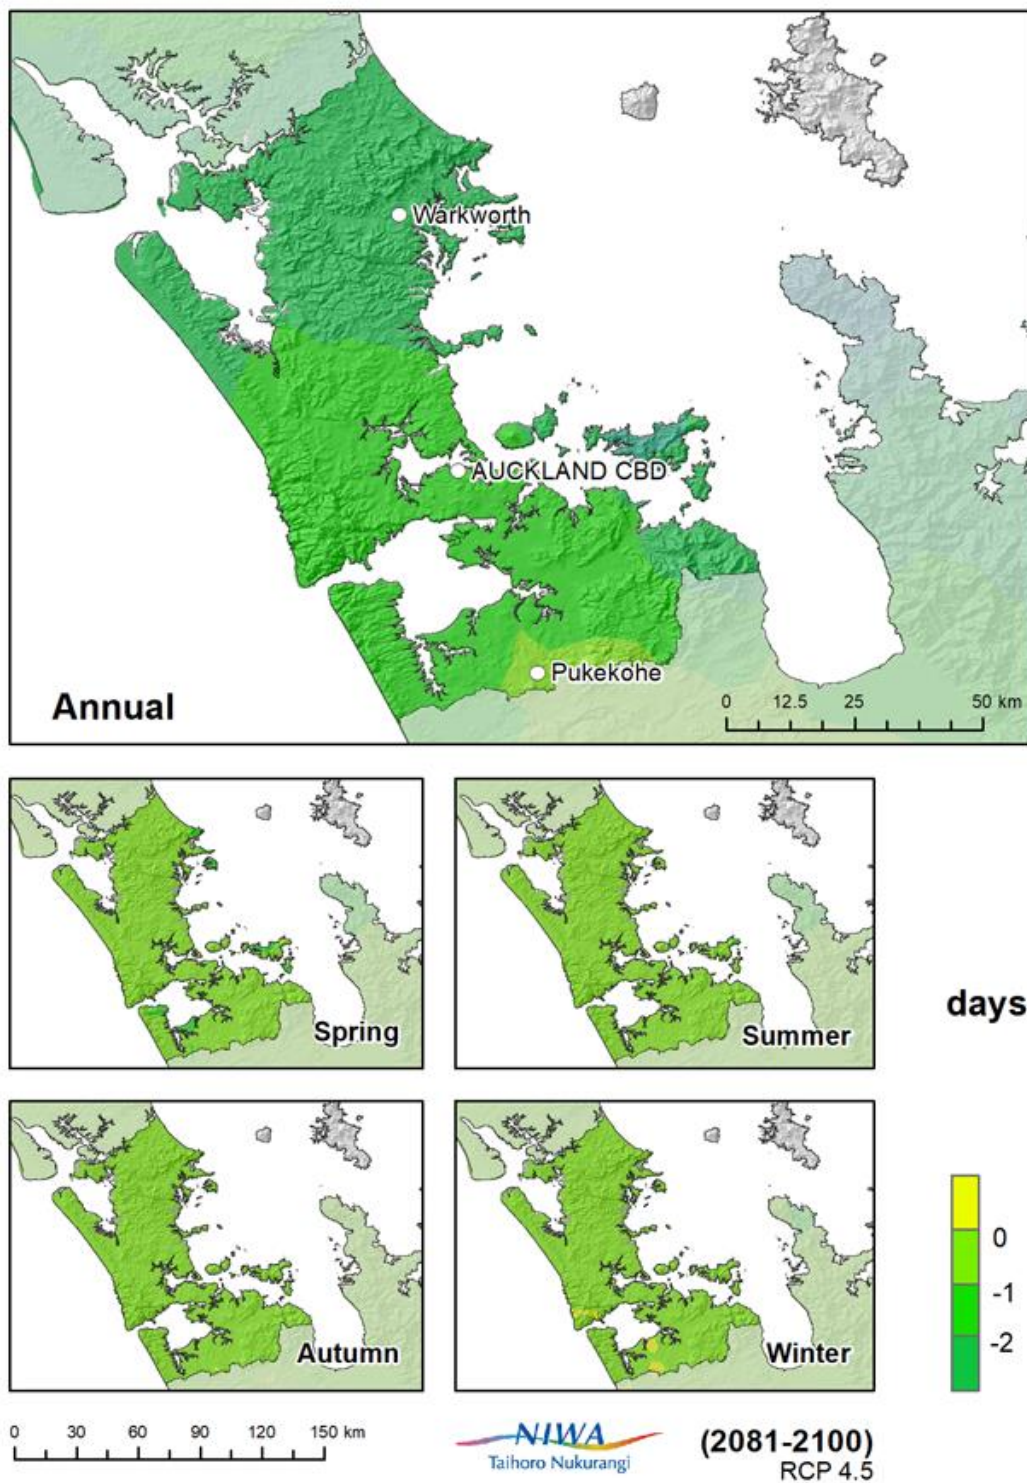 Warkworth
AUCKLAND CBD
Pukekohe
Annual
0 12.5 25 50 km
Spring
Summer
days
Autumn
Winter
0
-1
-2
0 30 60 90 120 150 km
NIWA
Taihoro Nukurangi
(2081-2100)
RCP 4.5